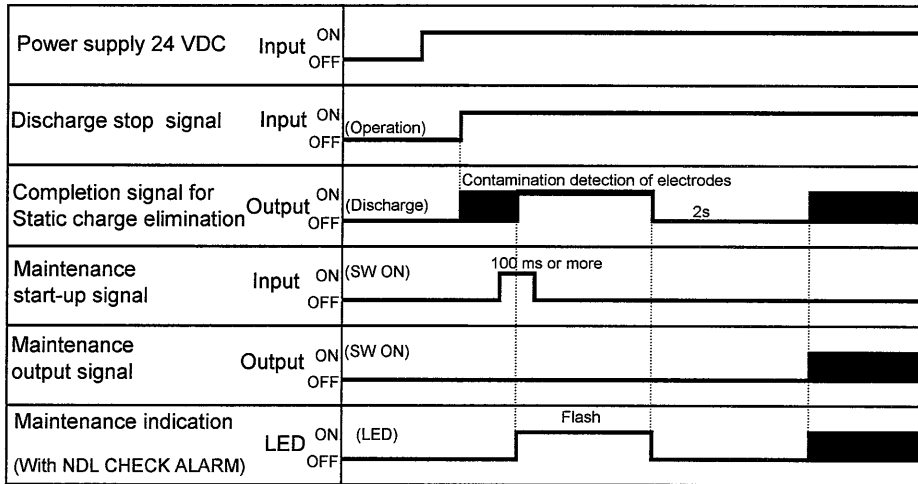 Power supply 24 VDC Input ON
OFF
Discharge stop signal Input ON
OFF (Operation)
Completion signal for
Static charge elimination Output ON (Discharge)
OFF
Contamination detection of electrodes
2s
Maintenance
start-up signal Input ON (SW ON)
OFF
100 ms or more
Maintenance
output signal Output ON (SW ON)
OFF
Maintenance indication
(With NDL CHECK ALARM) LED ON (LED)
OFF
Flash